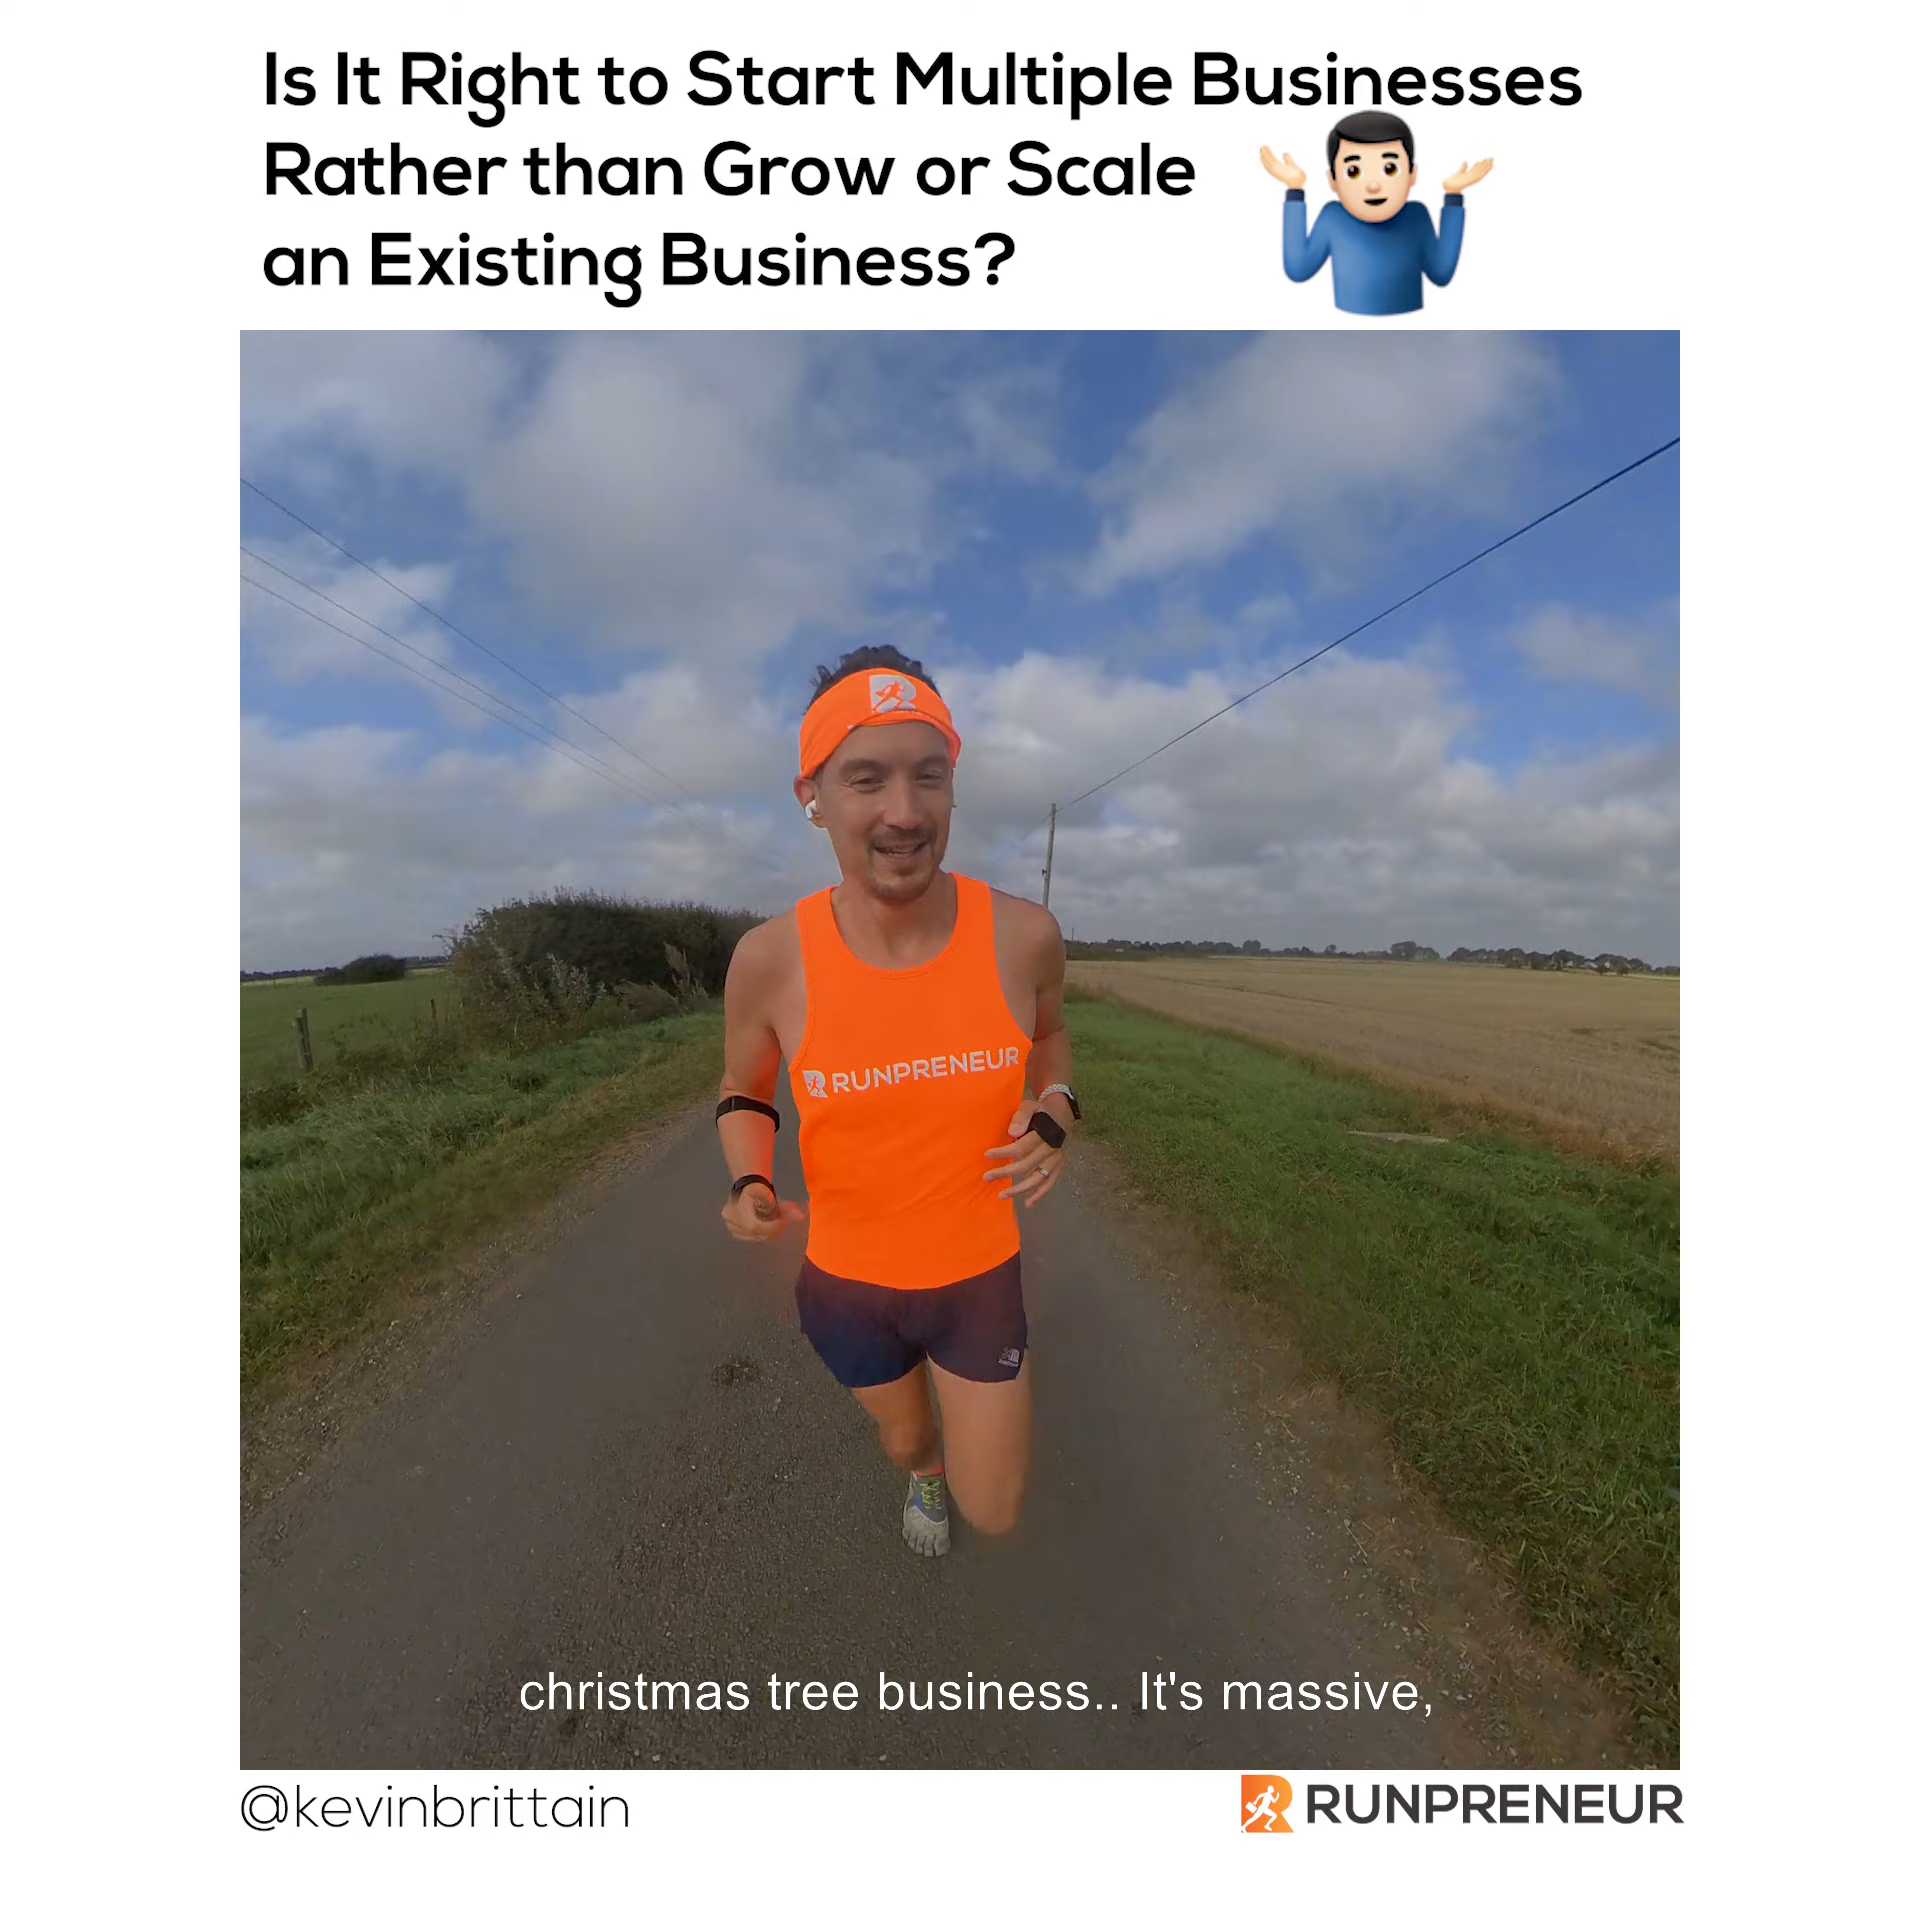 Is It Right to Start Multiple Businesses
Rather than Grow or Scale
an Existing Business?
RUNPRENEUR
christmas tree business.. It's massive,
@kevinbrittain
RUNPRENEUR